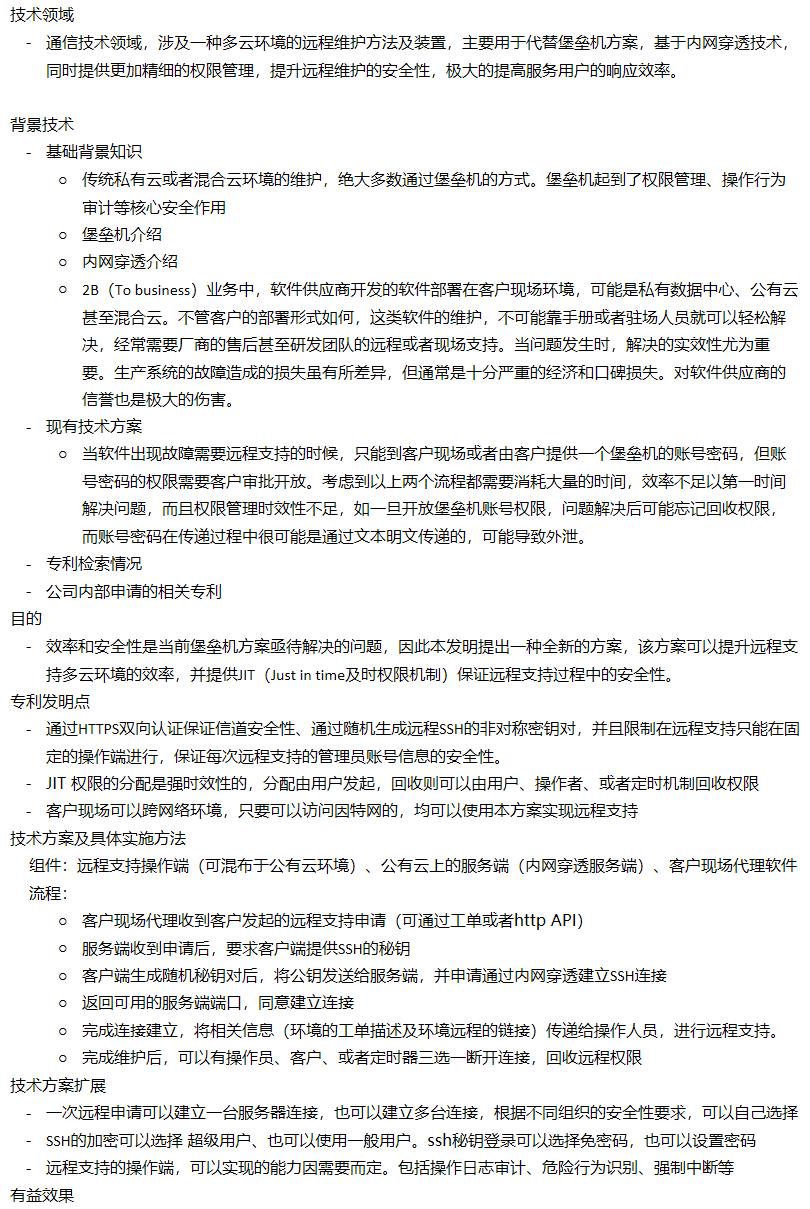 技术领域
- 通信技术领域，涉及一种多云环境的远程维护方法及装置，主要用于代替堡垒机方案，基于内网穿透技术，
同时提供更加精细的权限管理，提升远程维护的安全性，极大的提高服务用户的响应效率。
背景技术
- 基础背景知识
○ 传统私有云或者混合云环境的维护，绝大多数通过堡垒机的方式。堡垒机起到了权限管理、操作行为
审计等核心安全作用
○ 堡垒机介绍
○ 内网穿透介绍
○ 2B（To business）业务中，软件供应商开发的软件部署在客户现场环境，可能是私有数据中心、公有云
甚至混合云。不管客户的部署形式如何，这类软件的维护，不可能靠手册或者驻场人员就可以轻松解
决，经常需要厂商的售后甚至研发团队的远程或者现场支持。当问题发生时，解决的实效性尤为重
要。生产系统的故障造成的损失虽有所差异，但通常是十分严重的经济和口碑损失。对软件供应商的
信誉也是极大的伤害。
- 现有技术方案
○ 当软件出现故障需要远程支持的时候，只能到客户现场或者由客户提供一个堡垒机的账号密码，但账
号密码的权限需要客户审批开放。考虑到以上两个流程都需要消耗大量的时间，效率不足以第一时间
解决问题，而且权限管理时效性不足，如一旦开放堡垒机账号权限，问题解决后可能忘记回收权限，
而账号密码在传递过程中很可能是通过文本明文传递的，可能导致外泄。
- 专利检索情况
- 公司内部申请的相关专利
目的
- 效率和安全性是当前堡垒机方案亟待解决的问题，因此本发明提出一种全新的方案，该方案可以提升远程支
持多云环境的效率，并提供JIT（Just in time及时权限机制）保证远程支持过程中的安全性。
专利发明点
- 通过HTTPS双向认证保证信道安全性、通过随机生成远程SSH的非对称密钥对，并且限制在远程支持只能在固
定的操作端进行，保证每次远程支持的管理员账号信息的安全性。
- JIT 权限的分配是强时效性的，分配由用户发起，回收则可以由用户、操作者、或者定时机制回收权限
- 客户现场可以跨网络环境，只要可以访问因特网的，均可以使用本方案实现远程支持
技术方案及具体实施方法
组件：远程支持操作端（可混布于公有云环境）、公有云上的服务端（内网穿透服务端）、客户现场代理软件
流程：
○ 客户现场代理收到客户发起的远程支持申请（可通过工单或者http API）
○ 服务端收到申请后，要求客户端提供SSH的秘钥
○ 客户端生成随机秘钥对后，将公钥发送给服务端，并申请通过内网穿透建立SSH连接
○ 返回可用的服务端端口，同意建立连接
○ 完成连接建立，将相关信息（环境的工单描述及环境远程的链接）传递给操作人员，进行远程支持。
○ 完成维护后，可以有操作员、客户、或者定时器三选一断开连接，回收远程权限
技术方案扩展
- 一次远程申请可以建立一台服务器连接，也可以建立多台连接，根据不同组织的安全性要求，可以自己选择
- SSH的加密可以选择 超级用户、也可以使用一般用户。ssh秘钥登录可以选择免密码，也可以设置密码
- 远程支持的操作端，可以实现的能力因需要而定。包括操作日志审计、危险行为识别、强制中断等
有益效果